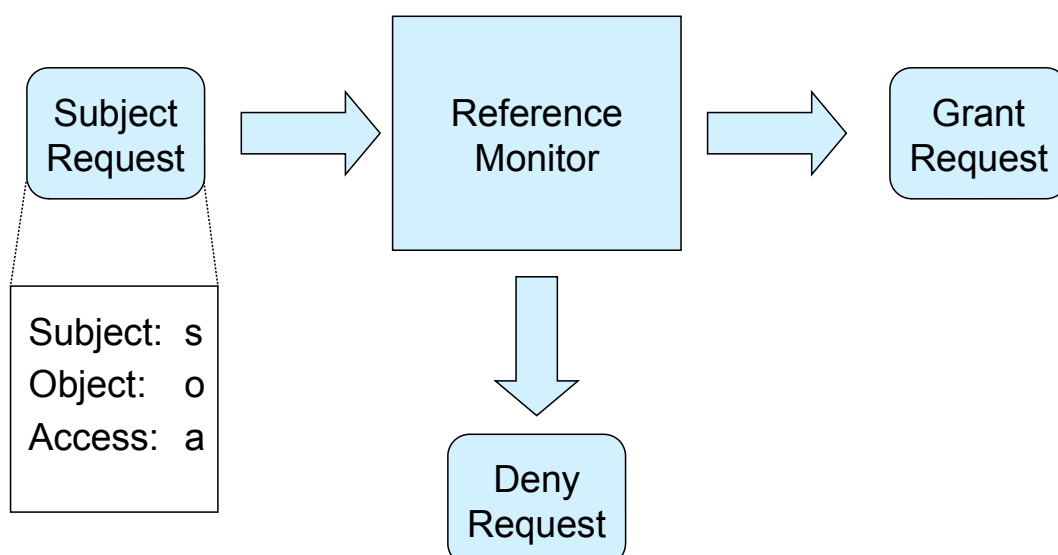 Subject
Request
Reference
Monitor
Grant
Request
Subject: s
Object: o
Access: a
Deny
Request